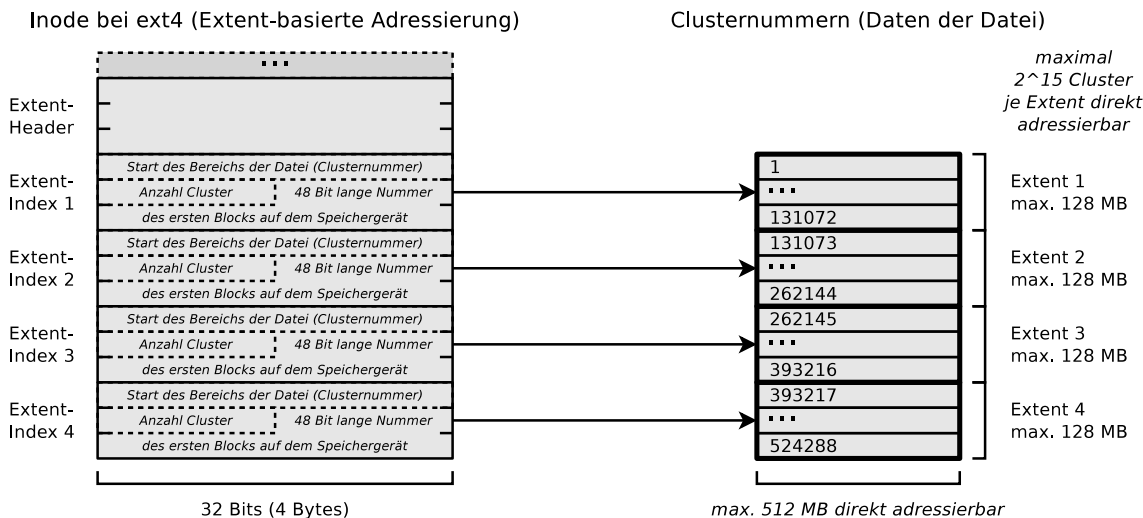 Inode bei ext4 (Extent-basierte Adressierung)
Clusternummern (Daten der Datei)
...
Extent-
Header
Extent-
Index 1
Start des Bereichs der Datei (Clusternummer)
Anzahl Cluster
48 Bit lange Nummer
des ersten Blocks auf dem Speichergerät
Extent-
Index 2
Start des Bereichs der Datei (Clusternummer)
Anzahl Cluster
48 Bit lange Nummer
des ersten Blocks auf dem Speichergerät
Extent-
Index 3
Start des Bereichs der Datei (Clusternummer)
Anzahl Cluster
48 Bit lange Nummer
des ersten Blocks auf dem Speichergerät
Extent-
Index 4
Start des Bereichs der Datei (Clusternummer)
Anzahl Cluster
48 Bit lange Nummer
des ersten Blocks auf dem Speichergerät
32 Bits (4 Bytes)
maximal
2^15 Cluster
je Extent direkt
adressierbar
1
...
131072
Extent 1
max. 128 MB
131073
...
262144
Extent 2
max. 128 MB
262145
...
393216
Extent 3
max. 128 MB
393217
...
524288
Extent 4
max. 128 MB
max. 512 MB direkt adressierbar